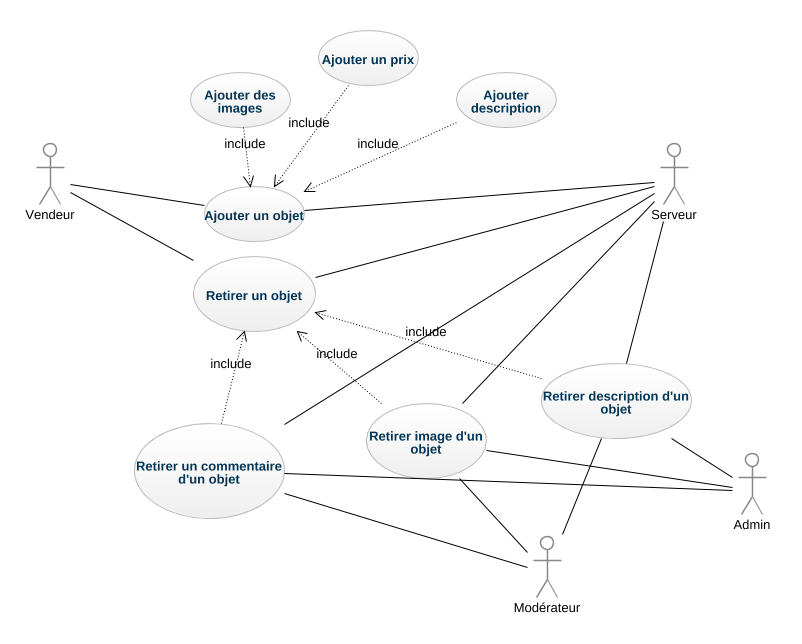 Ajouter un prix
Ajouter des
images
Ajouter
description
include
include
include
Vendeur
Serveur
Ajouter un objet
Retirer un objet
include
include
include
Retirer description d'un
objet
Retirer image d'un
objet
Retirer un commentaire
d'un objet
Admin
Modérateur